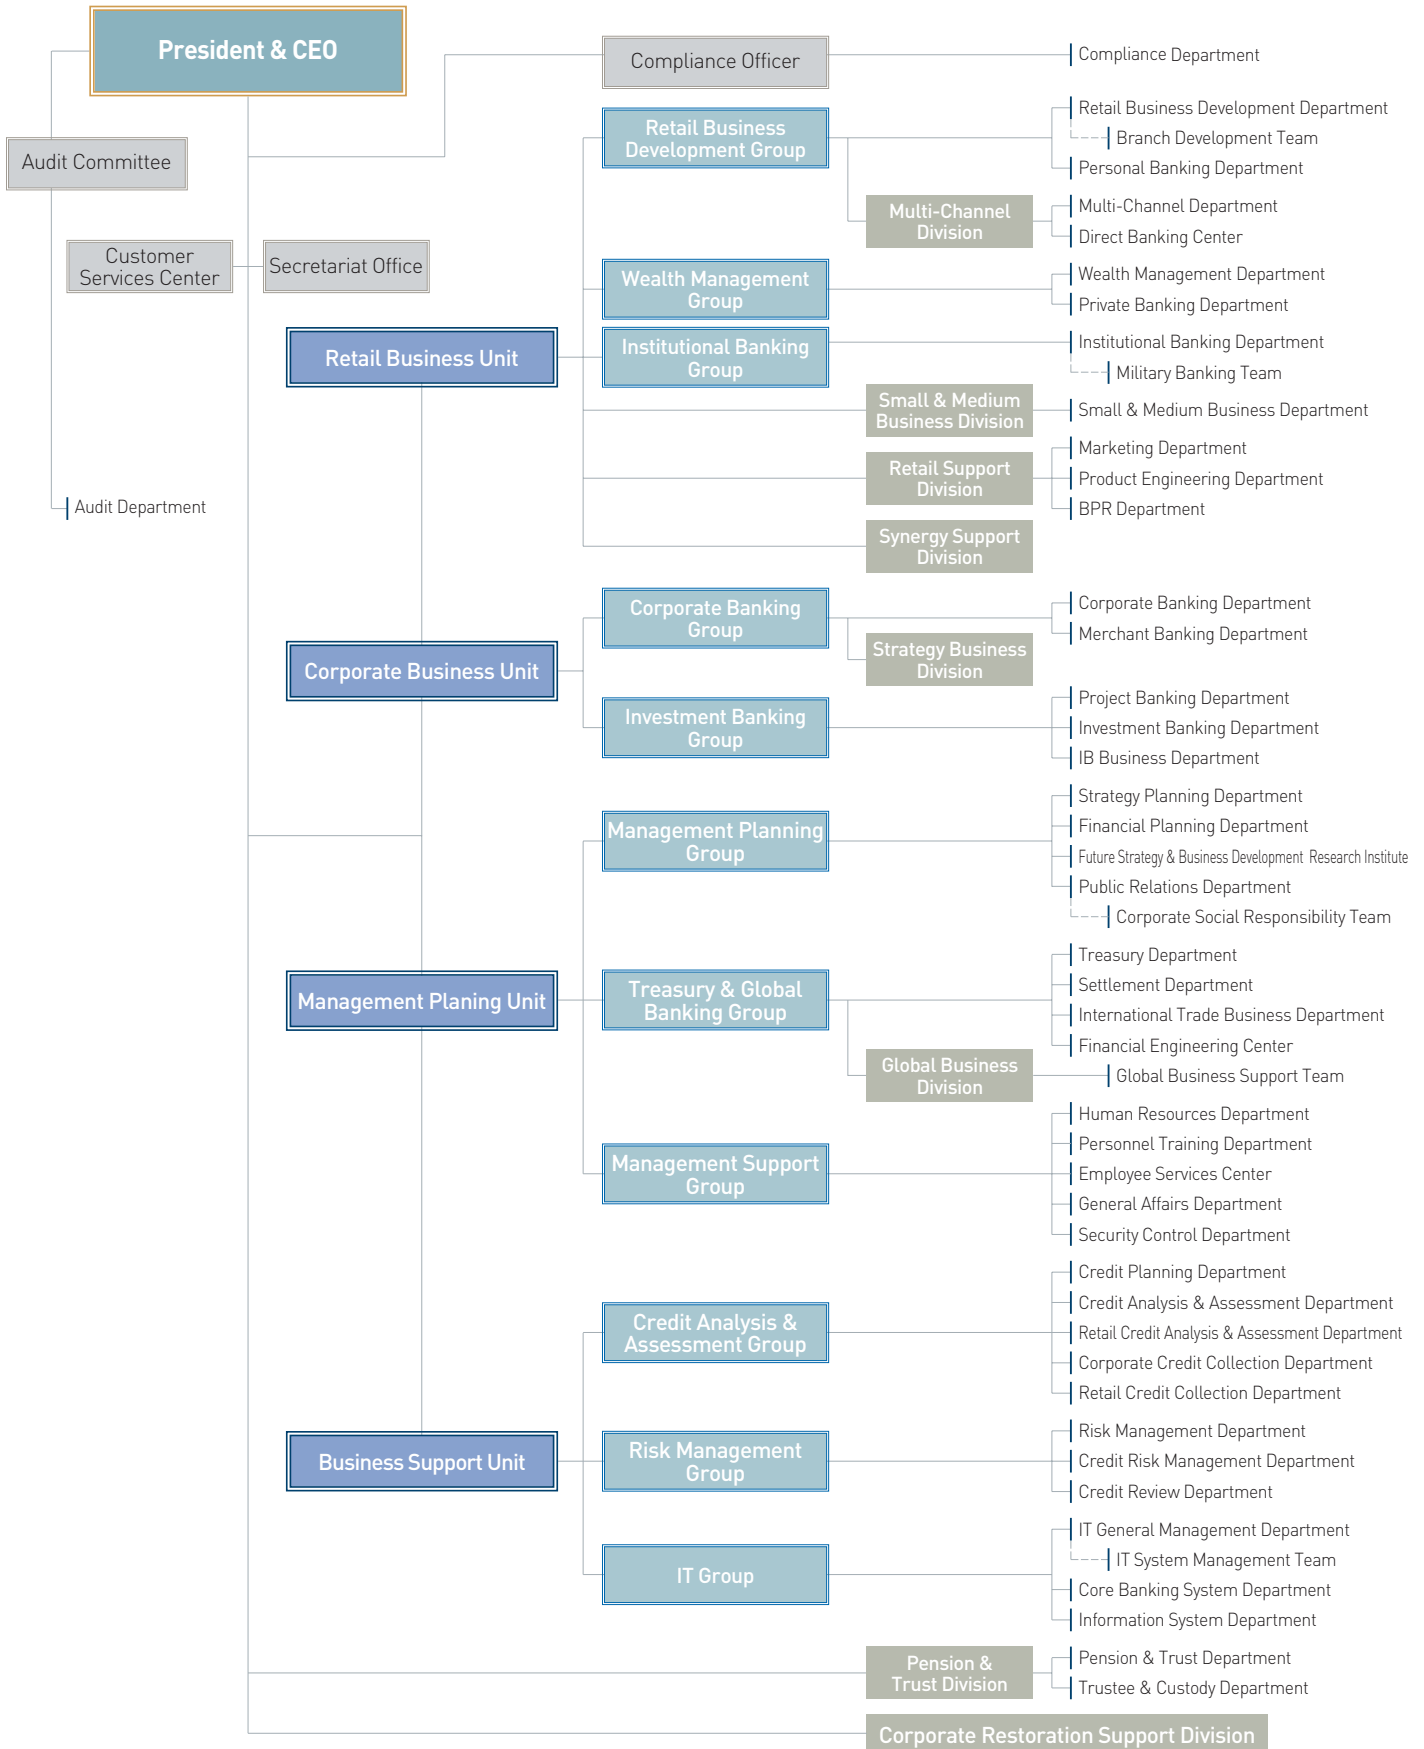 President & CEO
Compliance Officer
Compliance Department
Audit Committee
Customer
Services Center
Secretariat Office
Audit Department
Retail Business Unit
Retail Business
Development Group
Retail Business Development Department
Branch Development Team
Personal Banking Department
Multi-Channel
Division
Multi-Channel Department
Direct Banking Center
Wealth Management
Group
Wealth Management Department
Private Banking Department
Institutional Banking
Group
Institutional Banking Department
Military Banking Team
Small & Medium
Business Division
Small & Medium Business Department
Retail Support
Division
Marketing Department
Product Engineering Department
BPR Department
Synergy Support
Division
Corporate Business Unit
Corporate Banking
Group
Corporate Banking Department
Merchant Banking Department
Strategy Business
Division
Investment Banking
Group
Project Banking Department
Investment Banking Department
IB Business Department
Management Planing Unit
Management Planning
Group
Strategy Planning Department
Financial Planning Department
Future Strategy & Business Development Research Institute
Public Relations Department
Corporate Social Responsibility Team
Treasury & Global
Banking Group
Treasury Department
Settlement Department
International Trade Business Department
Financial Engineering Center
Global Business
Division
Global Business Support Team
Management Support
Group
Human Resources Department
Personnel Training Department
Employee Services Center
General Affairs Department
Security Control Department
Business Support Unit
Credit Analysis &
Assessment Group
Credit Planning Department
Credit Analysis & Assessment Department
Retail Credit Analysis & Assessment Department
Corporate Credit Collection Department
Retail Credit Collection Department
Risk Management
Group
Risk Management Department
Credit Risk Management Department
Credit Review Department
IT Group
IT General Management Department
IT System Management Team
Core Banking System Department
Information System Department
Pension &
Trust Division
Pension & Trust Department
Trustee & Custody Department
Corporate Restoration Support Division